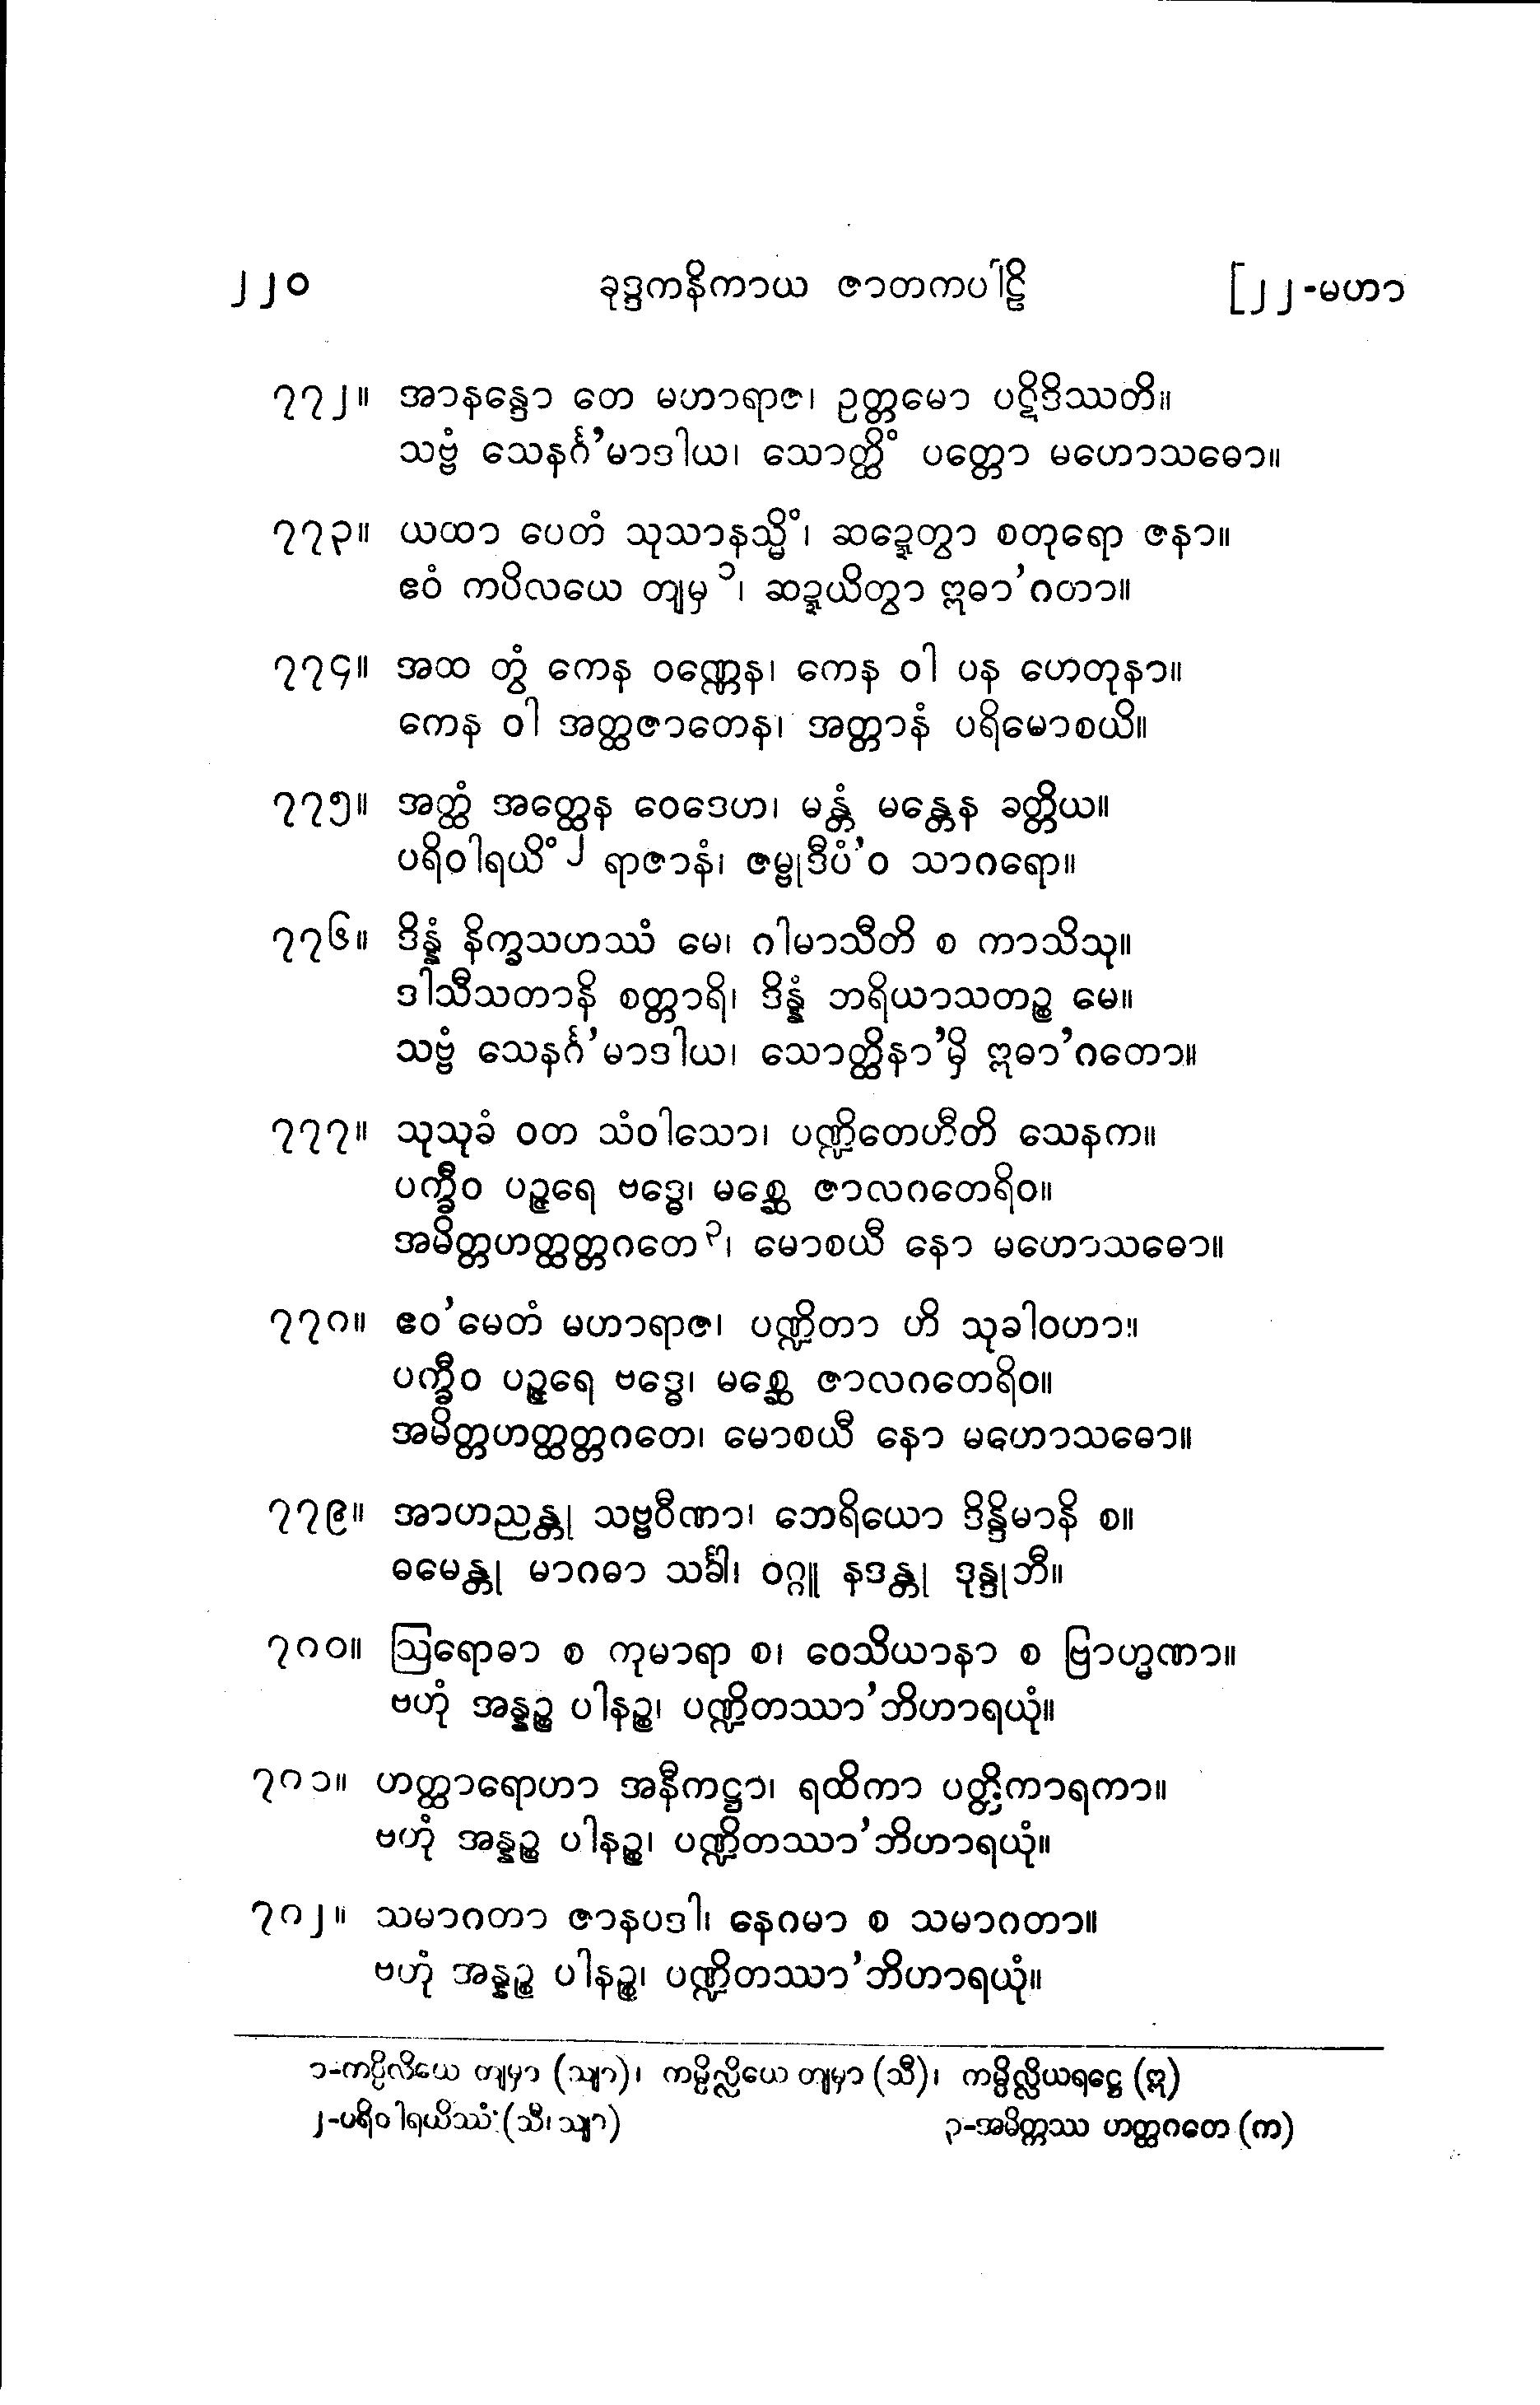 ၂၂၀ ခုဒ္ဒကနိကာယ ဇာတကပါဠိ [၂၂-မဟာ
၇၇၂။ အာနန္ဒော တေ မဟာရာဇ၊ ဥတ္တမော ပဋိဒိဿတိ။
သဗ္ဗံ သေနင်္ဂ’မာဒါယ၊ သောတ္ထိံ ပတ္တော မဟောသဓော။
၇၇၃။ ယထာ ပေတံ သုသာနသ္မိံ၊ ဆဍ္ဍေတွာ စတုရော ဇနာ။
ဧဝံ ကပိလယေ တျမှ၁၊ ဆဍ္ဍယိတွာ ဣဓာ’ဂတာ။
၇၇၄။ အထ တွံ ကေန ဝဏ္ဏေန၊ ကေန ဝါ ပန ဟေတုနာ။
ကေန ဝါ အတ္ထဇာတေန၊ အတ္တာနံ ပရိမောစယိ။
၇၇၅။ အတ္ထံ အတ္ထေန ဝေဒေဟ၊ မန္တံ မန္တေန ခတ္တိယ။
ပရိဝါရယိံ၂ ရာဇာနံ၊ ဇမ္ဗုဒီပံ’ဝ သာဂရော။
၇၇၆။ ဒိန္နံ နိက္ခသဟဿံ မေ၊ ဂါမာသီတိ စ ကာသိသု။
ဒါသီသတာနိ စတ္တာရိ၊ ဒိန္နံ ဘရိယာသတဉ္စ မေ။
သဗ္ဗံ သေနင်္ဂ’မာဒါယ၊ သောတ္ထိနာ’မှိ ဣဓာ’ဂတော။
၇၇၇။ သုသုခံ ဝတ သံဝါသော၊ ပဏ္ဍိတေဟီတိ သေနက။
ပက္ခီဝ ပဉ္ဇရေ ဗဒ္ဓေ၊ မစ္ဆေ ဇာလဂတေရိဝ။
အမိတ္တဟတ္ထတ္တဂတေ၃၊ မောစယီ နော မဟောသဓော။
၇၇၈။ ဧဝ’မေတံ မဟာရာဇ၊ ပဏ္ဍိတာ ဟိ သုခါဝဟာ။
ပက္ခီဝ ပဉ္ဇရေ ဗဒ္ဓေ၊ မစ္ဆေ ဇာလဂတေရိဝ။
အမိတ္တဟတ္ထတ္တဂတေ၊ မောစယီ နော မဟောသဓော။
၇၇၉။ အာဟညန္တု သဗ္ဗဝီဏာ၊ ဘေရိယော ဒိန္ဒိမာနိ စ။
ဓမေန္တု မာဂဓာ သင်္ခါ၊ ဝဂ္ဂူ နဒန္တု ဒုန္ဒုဘီ။
၇၈၀။ ဩရောဓာ စ ကုမာရာ စ၊ ဝေသိယာနာ စ ဗြာဟ္မဏာ။
ဗဟုံ အန္နဉ္စ ပါနဉ္စ၊ ပဏ္ဍိတဿာ’ဘိဟာရယုံ။
၇၈၁။ ဟတ္ထာရောဟာ အနီကဋ္ဌာ၊ ရထိကာ ပတ္တိကာရကာ။
ဗဟုံ အန္နဉ္စ ပါနဉ္စ၊ ပဏ္ဍိတဿာ’ဘိဟာရယုံ။
၇၈၂။ သမာဂတာ ဇာနပဒါ၊ နေဂမာ စ သမာဂတာ။
ဗဟုံ အန္နဉ္စ ပါနဉ္စ၊ ပဏ္ဍိတဿာ’ဘိဟာရယုံ။
၁-ကပ္ပိလိယေ တျမှာ (သျာ)၊ ကမ္ပိလ္လိယေ တျမှာ (သီ)၊ ကမ္ပိလ္လိယရဋ္ဌေ (ဣ)
၂-ပရိဝါရယိဿံ (သီ၊ သျာ) ၃-အမိတ္တဿ ဟတ္ထဂတေ (က)